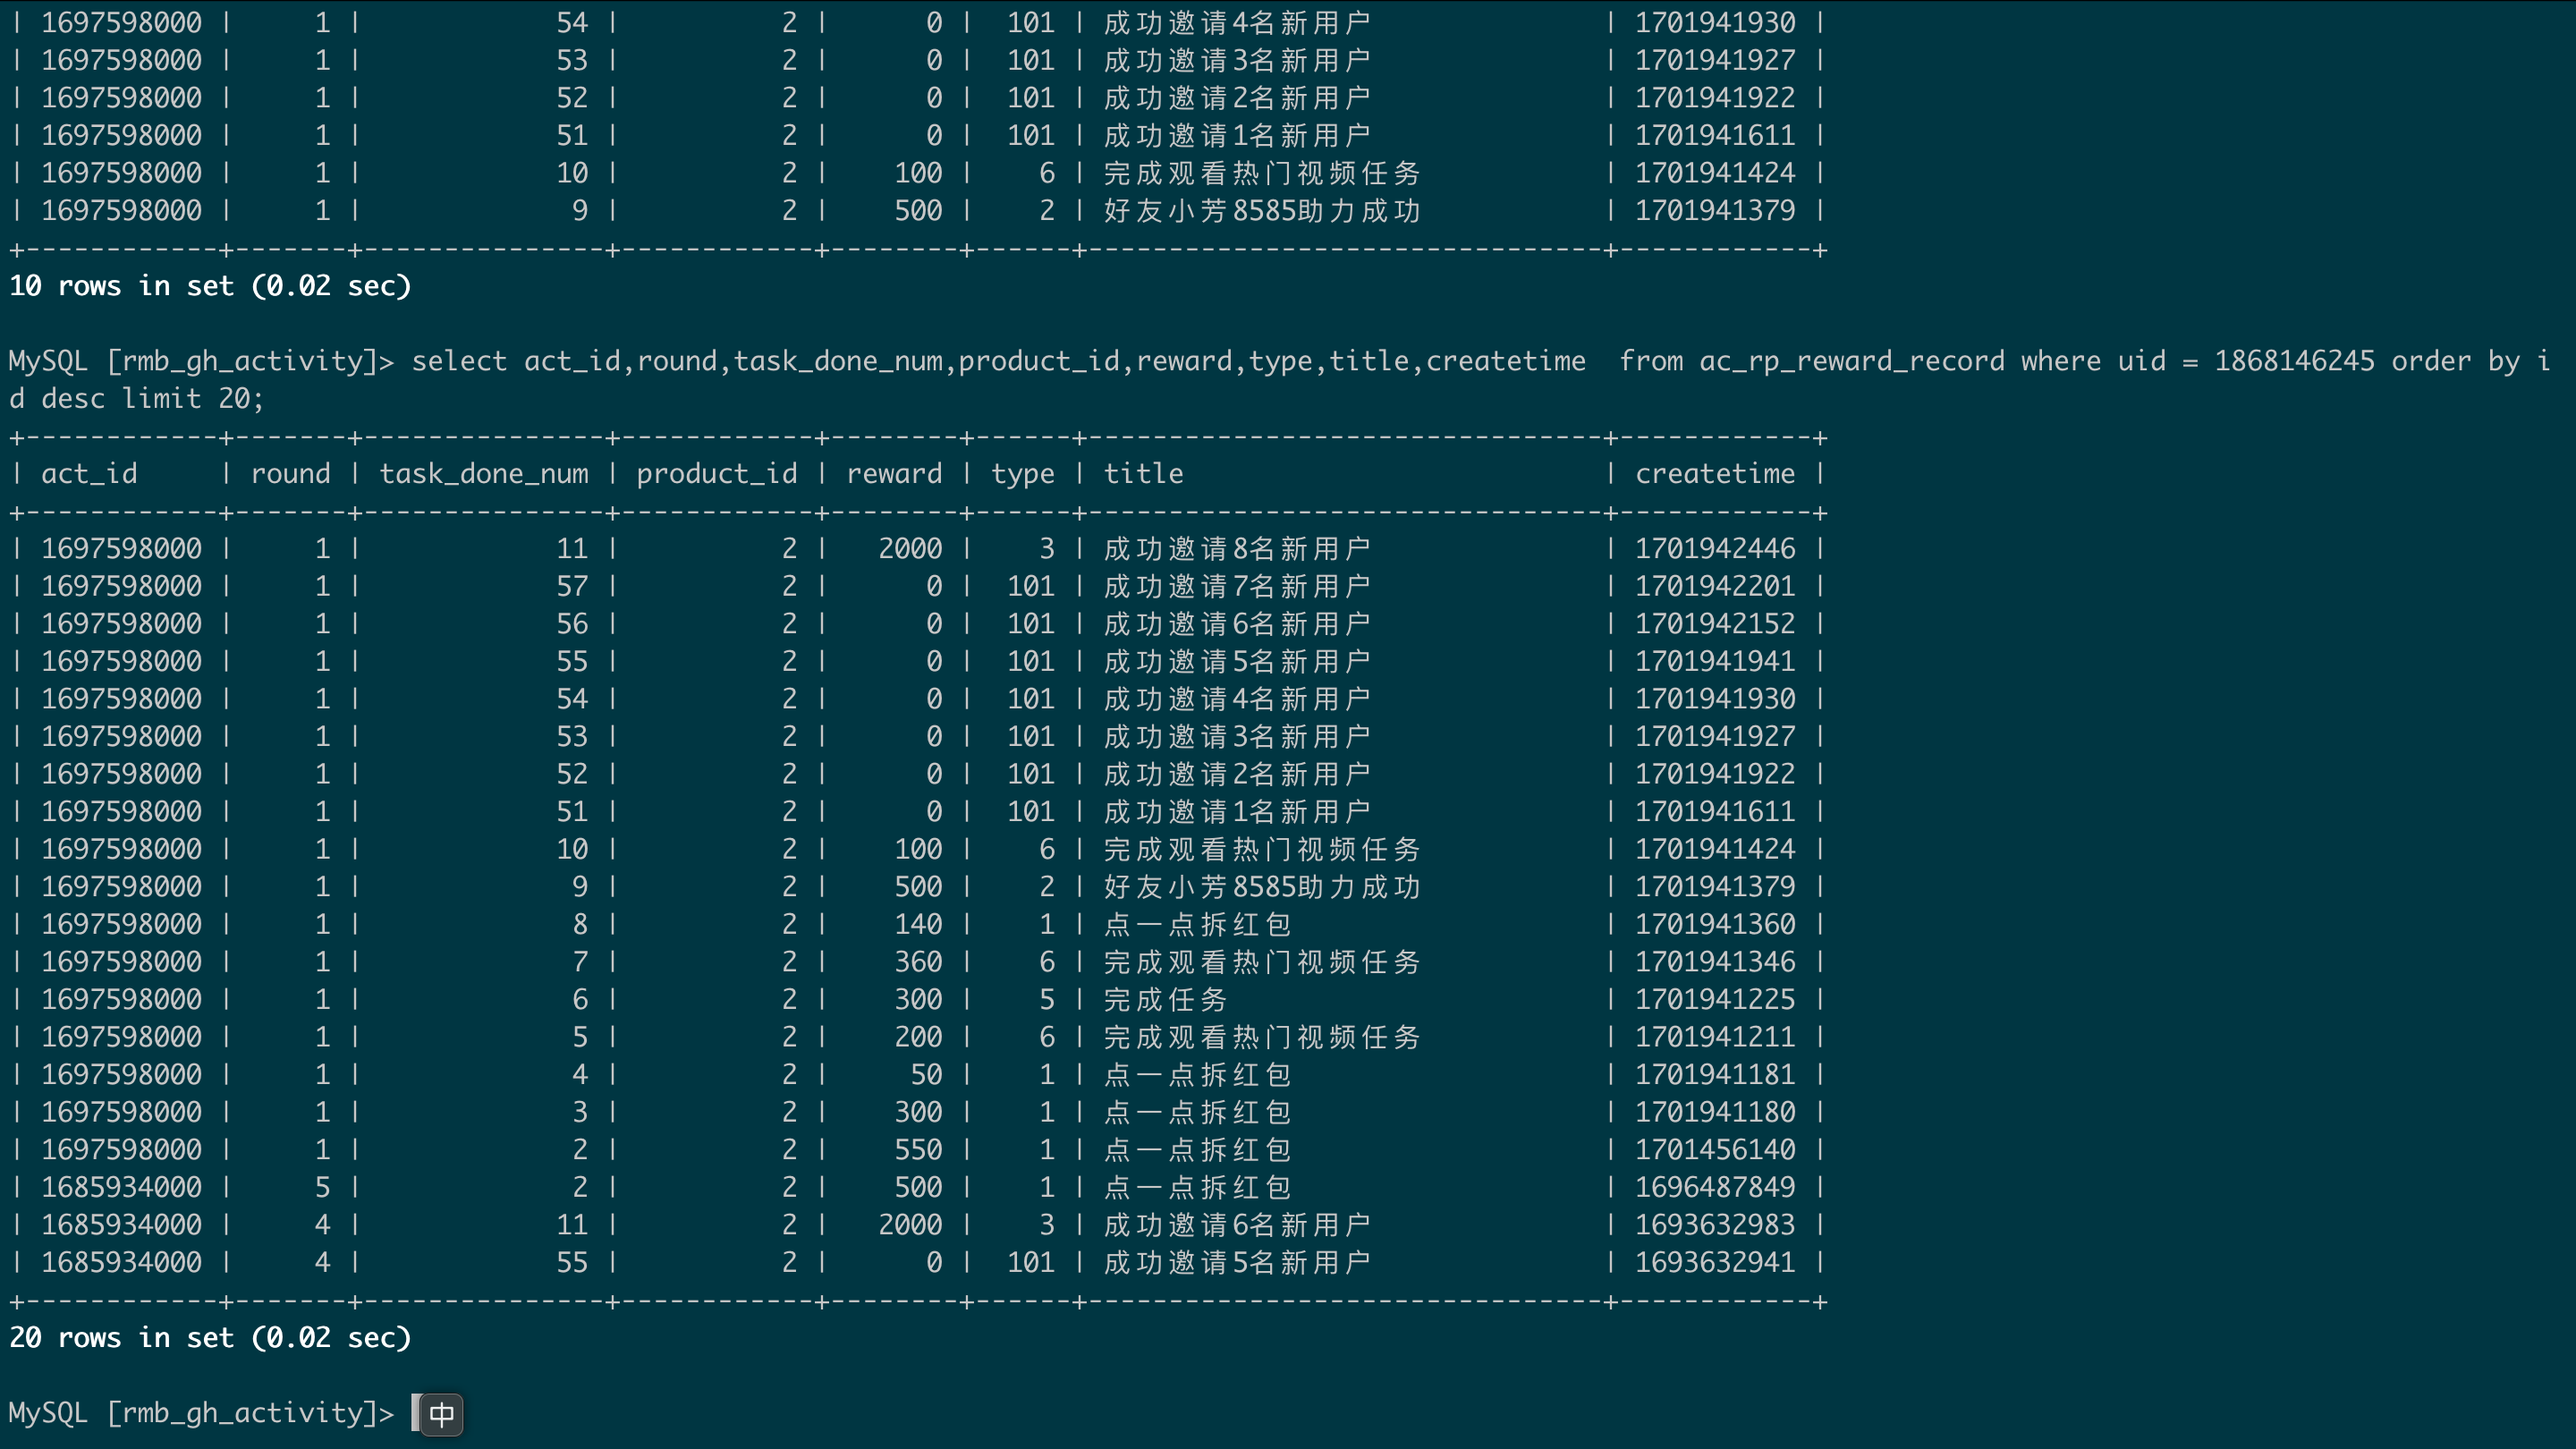 | 1697598000 |     1 |            54 |          2 |      0 |  101 | 成功邀请4名新用户               | 1701941930 |
| 1697598000 |     1 |            53 |          2 |      0 |  101 | 成功邀请3名新用户               | 1701941927 |
| 1697598000 |     1 |            52 |          2 |      0 |  101 | 成功邀请2名新用户               | 1701941922 |
| 1697598000 |     1 |            51 |          2 |      0 |  101 | 成功邀请1名新用户               | 1701941611 |
| 1697598000 |     1 |            10 |          2 |    100 |    6 | 完成观看热门视频任务            | 1701941424 |
| 1697598000 |     1 |             9 |          2 |    500 |    2 | 好友小芳8585助力成功            | 1701941379 |
+------------+-------+---------------+------------+--------+------+--------------------------------+------------+
10 rows in set (0.02 sec)
MySQL [rmb_gh_activity]> select act_id,round,task_done_num,product_id,reward,type,title,createtime  from ac_rp_reward_record where uid = 1868146245 order by i
d desc limit 20;
+------------+-------+---------------+------------+--------+------+--------------------------------+------------+
| act_id     | round | task_done_num | product_id | reward | type | title                          | createtime |
+------------+-------+---------------+------------+--------+------+--------------------------------+------------+
| 1697598000 |     1 |            11 |          2 |   2000 |    3 | 成功邀请8名新用户               | 1701942446 |
| 1697598000 |     1 |            57 |          2 |      0 |  101 | 成功邀请7名新用户               | 1701942201 |
| 1697598000 |     1 |            56 |          2 |      0 |  101 | 成功邀请6名新用户               | 1701942152 |
| 1697598000 |     1 |            55 |          2 |      0 |  101 | 成功邀请5名新用户               | 1701941941 |
| 1697598000 |     1 |            54 |          2 |      0 |  101 | 成功邀请4名新用户               | 1701941930 |
| 1697598000 |     1 |            53 |          2 |      0 |  101 | 成功邀请3名新用户               | 1701941927 |
| 1697598000 |     1 |            52 |          2 |      0 |  101 | 成功邀请2名新用户               | 1701941922 |
| 1697598000 |     1 |            51 |          2 |      0 |  101 | 成功邀请1名新用户               | 1701941611 |
| 1697598000 |     1 |            10 |          2 |    100 |    6 | 完成观看热门视频任务            | 1701941424 |
| 1697598000 |     1 |             9 |          2 |    500 |    2 | 好友小芳8585助力成功            | 1701941379 |
| 1697598000 |     1 |             8 |          2 |    140 |    1 | 点一点拆红包                    | 1701941360 |
| 1697598000 |     1 |             7 |          2 |    360 |    6 | 完成观看热门视频任务            | 1701941346 |
| 1697598000 |     1 |             6 |          2 |    300 |    5 | 完成任务                        | 1701941225 |
| 1697598000 |     1 |             5 |          2 |    200 |    6 | 完成观看热门视频任务            | 1701941211 |
| 1697598000 |     1 |             4 |          2 |     50 |    1 | 点一点拆红包                    | 1701941181 |
| 1697598000 |     1 |             3 |          2 |    300 |    1 | 点一点拆红包                    | 1701941180 |
| 1697598000 |     1 |             2 |          2 |    550 |    1 | 点一点拆红包                    | 1701456140 |
| 1685934000 |     5 |             2 |          2 |    500 |    1 | 点一点拆红包                    | 1696487849 |
| 1685934000 |     4 |            11 |          2 |   2000 |    3 | 成功邀请6名新用户               | 1693632983 |
| 1685934000 |     4 |            55 |          2 |      0 |  101 | 成功邀请5名新用户               | 1693632941 |
+------------+-------+---------------+------------+--------+------+--------------------------------+------------+
20 rows in set (0.02 sec)
MySQL [rmb_gh_activity]> 中